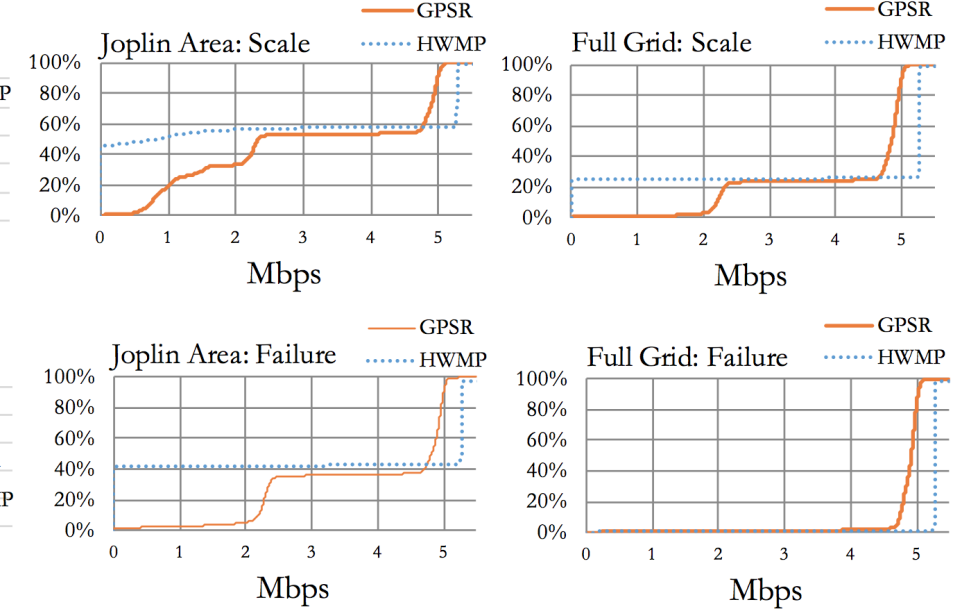 GPSR
Joplin Area: Scale
HWMP
100%
80%
60%
40%
20%
0%
0 1 2 3 4 5
Mbps
GPSR
Full Grid: Scale
HWMP
100%
80%
60%
40%
20%
0%
0 1 2 3 4 5
Mbps
GPSR
Joplin Area: Failure
HWMP
100%
80%
60%
40%
20%
0%
0 1 2 3 4 5
Mbps
GPSR
Full Grid: Failure
HWMP
100%
80%
60%
40%
20%
0%
0 1 2 3 4 5
Mbps
P
P